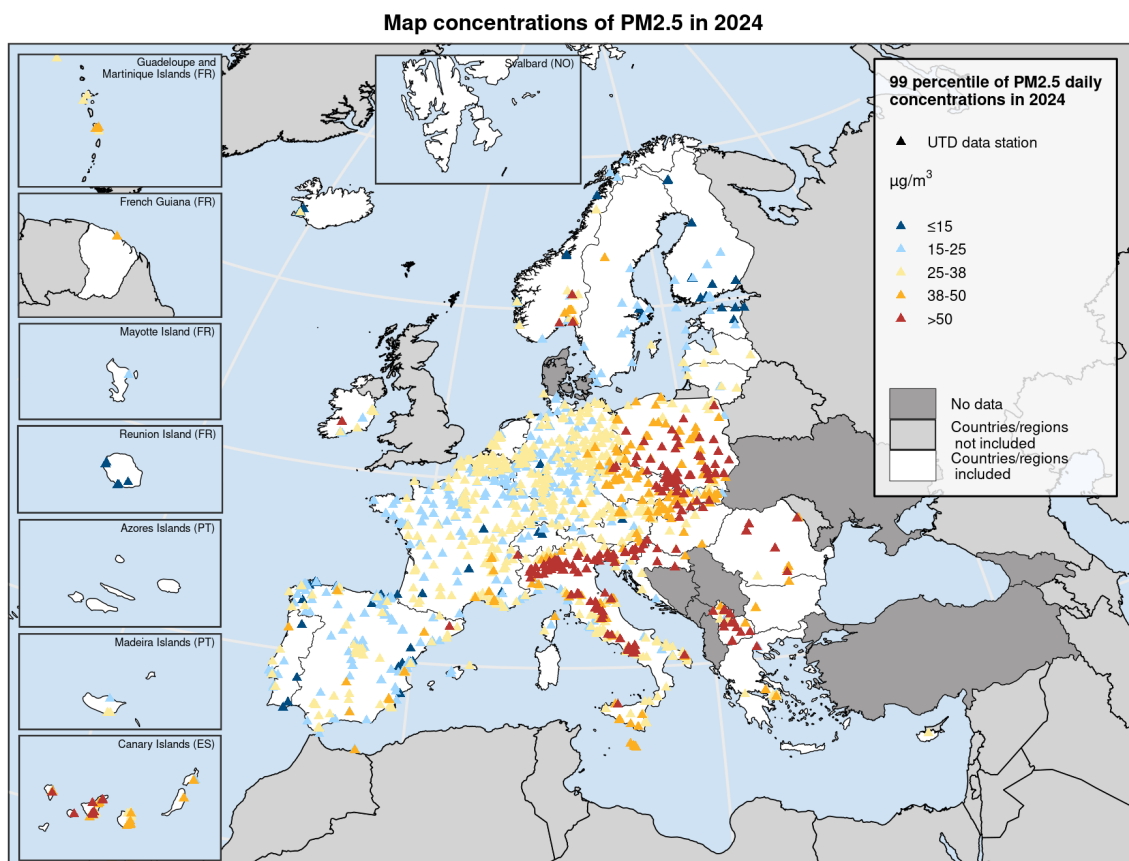 Map concentrations of PM2.5 in 2024
Guadeloupe and
Martinique Islands (FR)
Svalbard (NO)
French Guiana (FR)
Mayotte Island (FR)
Reunion Island (FR)
Azores Islands (PT)
Madeira Islands (PT)
Canary Islands (ES)
99 percentile of PM2.5 daily
concentrations in 2024
UTD data station
µg/m³
≤15
15-25
25-38
38-50
>50
No data
Countries/regions
not included
Countries/regions
included